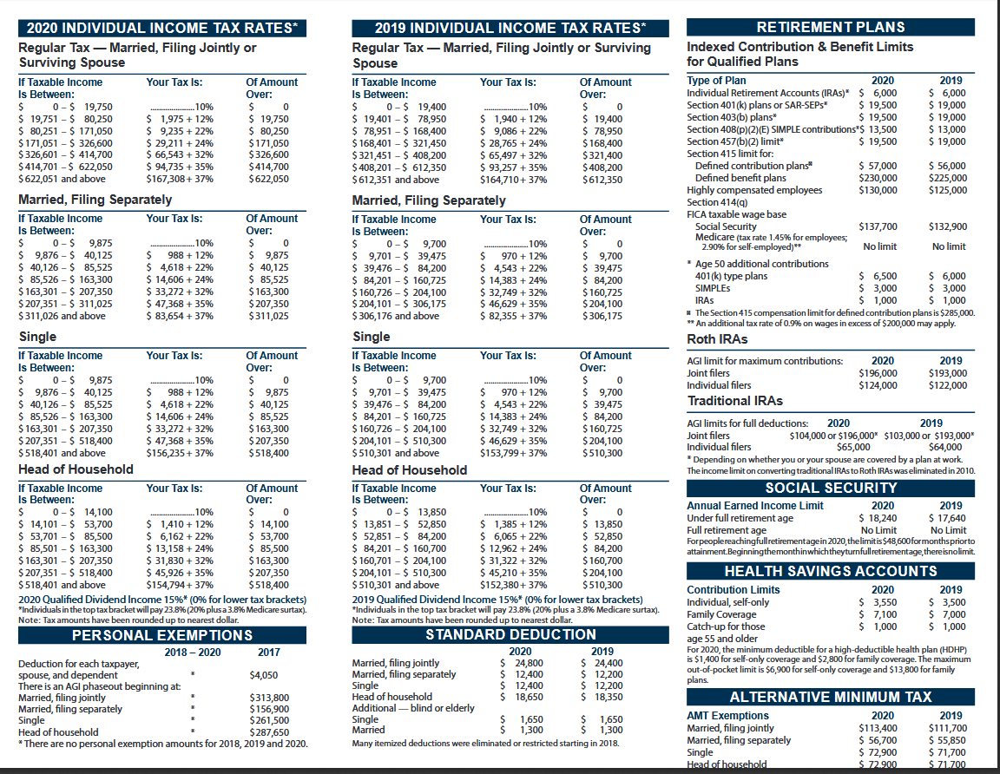 2020 INDIVIDUAL INCOME TAX RATES*
Regular Tax — Married, Filing Jointly or
Surviving Spouse
If Taxable Income Your Tax Is: Of Amount
Is Between: Over:
$ 0 – $ 19,750 .....................10% $ 0
$ 19,751 – $ 80,250 $ 1,975 + 12% $ 19,750
$ 80,251 – $ 171,050 $ 9,235 + 22% $ 80,250
$171,051 – $ 326,600 $ 29,211 + 24% $171,050
$326,601 – $ 414,700 $ 66,543 + 32% $326,600
$414,701 – $ 622,050 $ 94,735 + 35% $414,700
$622,051 and above $167,308 + 37% $622,050
Married, Filing Separately
If Taxable Income Your Tax Is: Of Amount
Is Between: Over:
$ 0 – $ 9,875 .....................10% $ 0
$ 9,876 – $ 40,125 $ 988 + 12% $ 9,875
$ 40,126 – $ 85,525 $ 4,618 + 22% $ 40,125
$ 85,526 – $ 163,300 $ 14,606 + 24% $ 85,525
$163,301 – $ 207,350 $ 33,272 + 32% $163,300
$207,351 – $ 311,025 $ 47,368 + 35% $207,350
$311,026 and above $ 83,654 + 37% $311,025
Single
If Taxable Income Your Tax Is: Of Amount
Is Between: Over:
$ 0 – $ 9,875 .....................10% $ 0
$ 9,876 – $ 40,125 $ 988 + 12% $ 9,875
$ 40,126 – $ 85,525 $ 4,618 + 22% $ 40,125
$ 85,526 – $ 163,300 $ 14,606 + 24% $ 85,525
$163,301 – $ 207,350 $ 33,272 + 32% $163,300
$207,351 – $ 518,400 $ 47,368 + 35% $207,350
$518,401 and above $156,235 + 37% $518,400
Head of Household
If Taxable Income Your Tax Is: Of Amount
Is Between: Over:
$ 0 – $ 14,100 .....................10% $ 0
$ 14,101 – $ 53,700 $ 1,410 + 12% $ 14,100
$ 53,701 – $ 85,500 $ 6,162 + 22% $ 53,700
$ 85,501 – $ 163,300 $ 13,158 + 24% $ 85,500
$163,301 – $ 207,350 $ 31,830 + 32% $163,300
$207,351 – $ 518,400 $ 45,926 + 35% $207,350
$518,401 and above $154,794 + 37% $518,400
2020 Qualified Dividend Income 15%* (0% for lower tax brackets)
*Individuals in the top tax bracket will pay 23.8% (20% plus a 3.8% Medicare surtax).
Note: Tax amounts have been rounded up to nearest dollar.
PERSONAL EXEMPTIONS
2018 – 2020 2017
Deduction for each taxpayer,
spouse, and dependent * $4,050
There is an AGI phaseout beginning at:
Married, filing jointly * $313,800
Married, filing separately * $156,900
Single * $261,500
Head of household * $287,650
* There are no personal exemption amounts for 2018, 2019 and 2020.
2019 INDIVIDUAL INCOME TAX RATES*
Regular Tax — Married, Filing Jointly or Surviving
Spouse
If Taxable Income Your Tax Is: Of Amount
Is Between: Over:
$ 0 – $ 19,400 .....................10% $ 0
$ 19,401 – $ 78,950 $ 1,940 + 12% $ 19,400
$ 78,951 – $ 168,400 $ 9,086 + 22% $ 78,950
$168,401 – $ 321,450 $ 28,765 + 24% $168,400
$321,451 – $ 408,200 $ 65,497 + 32% $321,400
$408,201 – $ 612,350 $ 93,257 + 35% $408,200
$612,351 and above $164,710 + 37% $612,350
Married, Filing Separately
If Taxable Income Your Tax Is: Of Amount
Is Between: Over:
$ 0 – $ 9,700 .....................10% $ 0
$ 9,701 – $ 39,475 $ 970 + 12% $ 9,700
$ 39,476 – $ 84,200 $ 4,543 + 22% $ 39,475
$ 84,201 – $ 160,725 $ 14,383 + 24% $ 84,200
$160,726 – $ 204,100 $ 32,749 + 32% $160,725
$204,101 – $ 306,175 $ 46,629 + 35% $204,100
$306,176 and above $ 82,355 + 37% $306,175
Single
If Taxable Income Your Tax Is: Of Amount
Is Between: Over:
$ 0 – $ 9,700 .....................10% $ 0
$ 9,701 – $ 39,475 $ 970 + 12% $ 9,700
$ 39,476 – $ 84,200 $ 4,543 + 22% $ 39,475
$ 84,201 – $ 160,725 $ 14,383 + 24% $ 84,200
$160,726 – $ 204,100 $ 32,749 + 32% $160,725
$204,101 – $ 510,300 $ 46,629 + 35% $204,100
$510,301 and above $153,799 + 37% $510,300
Head of Household
If Taxable Income Your Tax Is: Of Amount
Is Between: Over:
$ 0 – $ 13,850 .....................10% $ 0
$ 13,851 – $ 52,850 $ 1,385 + 12% $ 13,850
$ 52,851 – $ 84,200 $ 6,065 + 22% $ 52,850
$ 84,201 – $ 160,700 $ 12,962 + 24% $ 84,200
$160,701 – $ 204,100 $ 31,322 + 32% $160,700
$204,101 – $ 510,300 $ 45,210 + 35% $204,100
$510,301 and above $152,380 + 37% $510,300
2019 Qualified Dividend Income 15%* (0% for lower tax brackets)
*Individuals in the top tax bracket will pay 23.8% (20% plus a 3.8% Medicare surtax).
Note: Tax amounts have been rounded up to nearest dollar.
STANDARD DEDUCTION
2020 2019
Married, filing jointly $ 24,800 $ 24,400
Married, filing separately $ 12,400 $ 12,200
Single $ 12,400 $ 12,200
Head of household $ 18,650 $ 18,350
Additional — blind or elderly
Single $ 1,650 $ 1,650
Married $ 1,300 $ 1,300
Many itemized deductions were eliminated or restricted starting in 2018.
RETIREMENT PLANS
Indexed Contribution & Benefit Limits
for Qualified Plans
Type of Plan 2020 2019
Individual Retirement Accounts (IRAs)* $ 6,000 $ 6,000
Section 401(k) plans or SAR-SEPs* $ 19,500 $ 19,000
Section 403(b) plans* $ 19,500 $ 19,000
Section 408(p)(2)(E) SIMPLE contributions* $ 13,500 $ 13,000
Section 457(b)(2) limit* $ 19,500 $ 19,000
Section 415 limit for:
Defined contribution plans¤ $ 57,000 $ 56,000
Defined benefit plans $230,000 $225,000
Highly compensated employees $130,000 $125,000
Section 414(q)
FICA taxable wage base
Social Security $137,700 $132,900
Medicare (tax rate 1.45% for employees;
2.90% for self-employed)** No limit No limit
* Age 50 additional contributions
401(k) type plans $ 6,500 $ 6,000
SIMPLEs $ 3,000 $ 3,000
IRAs $ 1,000 $ 1,000
¤ The Section 415 compensation limit for defined contribution plans is $285,000.
** An additional tax rate of 0.9% on wages in excess of $200,000 may apply.
Roth IRAs
AGI limit for maximum contributions: 2020 2019
Joint filers $196,000 $193,000
Individual filers $124,000 $122,000
Traditional IRAs
AGI limits for full deductions: 2020 2019
Joint filers $104,000 or $196,000* $103,000 or $193,000*
Individual filers $65,000 $64,000
* Depending on whether you or your spouse are covered by a plan at work.
The income limit on converting traditional IRAs to Roth IRAs was eliminated in 2010.
SOCIAL SECURITY
Annual Earned Income Limit 2020 2019
Under full retirement age $ 18,240 $ 17,640
Full retirement age No Limit No Limit
For people reaching full retirement age in 2020, the limit is $48,600 for months prior to
attainment. Beginning the month in which they turn full retirement age, there is no limit.
HEALTH SAVINGS ACCOUNTS
Contribution Limits 2020 2019
Individual, self-only $ 3,550 $ 3,500
Family Coverage $ 7,100 $ 7,000
Catch-up for those $ 1,000 $ 1,000
age 55 and older
For 2020, the minimum deductible for a high-deductible health plan (HDHP)
is $1,400 for self-only coverage and $2,800 for family coverage. The maximum
out-of-pocket limit is $6,900 for self-only coverage and $13,800 for family
plans.
ALTERNATIVE MINIMUM TAX
AMT Exemptions 2020 2019
Married, filing jointly $113,400 $111,700
Married, filing separately $ 56,700 $ 55,850
Single $ 72,900 $ 71,700
Head of household $ 72,900 $ 71,700